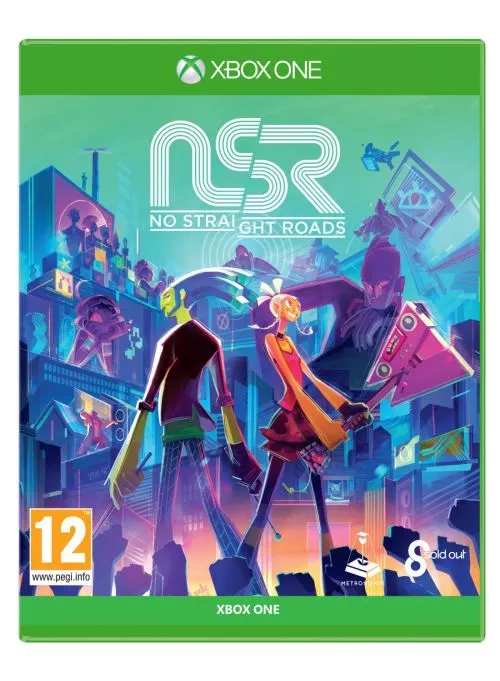 XBOX ONE
NSR
NO STRAIGHT ROADS
12
www.pegi.info
METRONOMIK
sold out
XBOX ONE